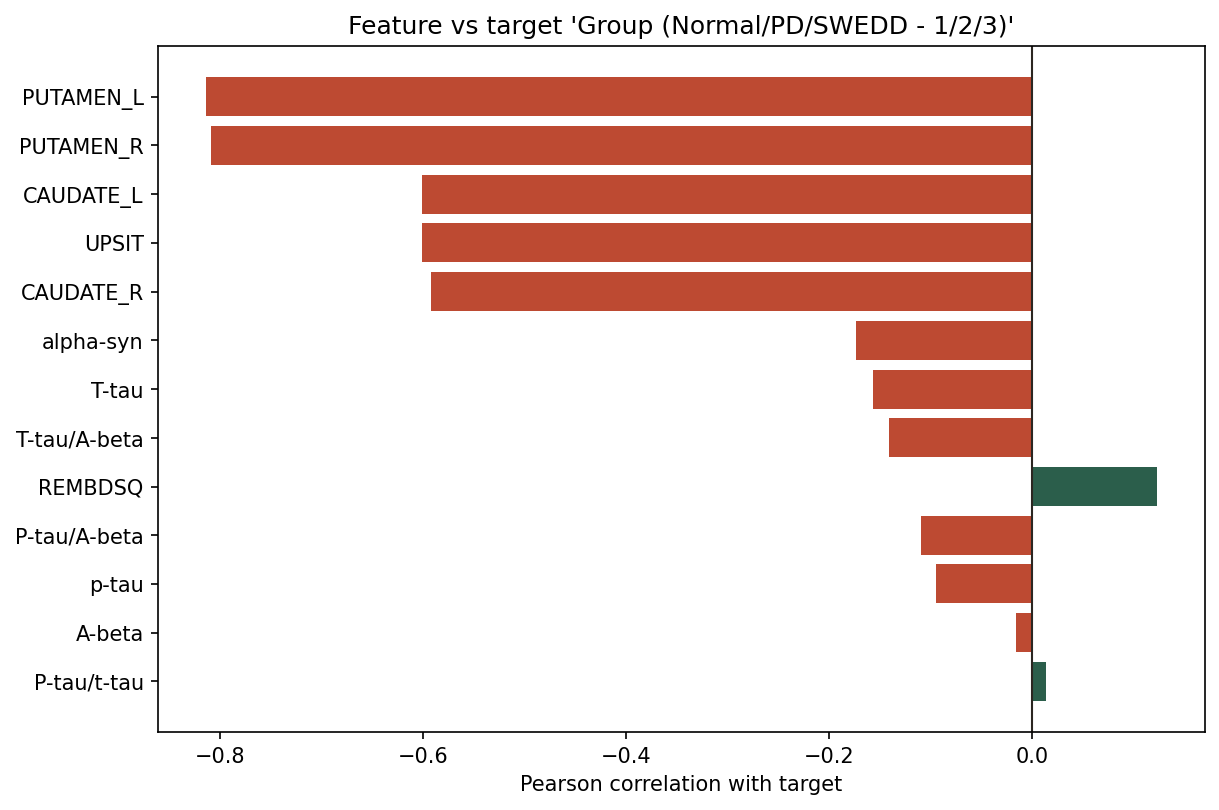 Feature vs target 'Group (Normal/PD/SWEDD - 1/2/3)'
PUTAMEN_L
PUTAMEN_R
CAUDATE_L
UPSIT
CAUDATE_R
alpha-syn
T-tau
T-tau/A-beta
REMBDSQ
P-tau/A-beta
p-tau
A-beta
P-tau/t-tau
−0.8 −0.6 −0.4 −0.2 0.0
Pearson correlation with target